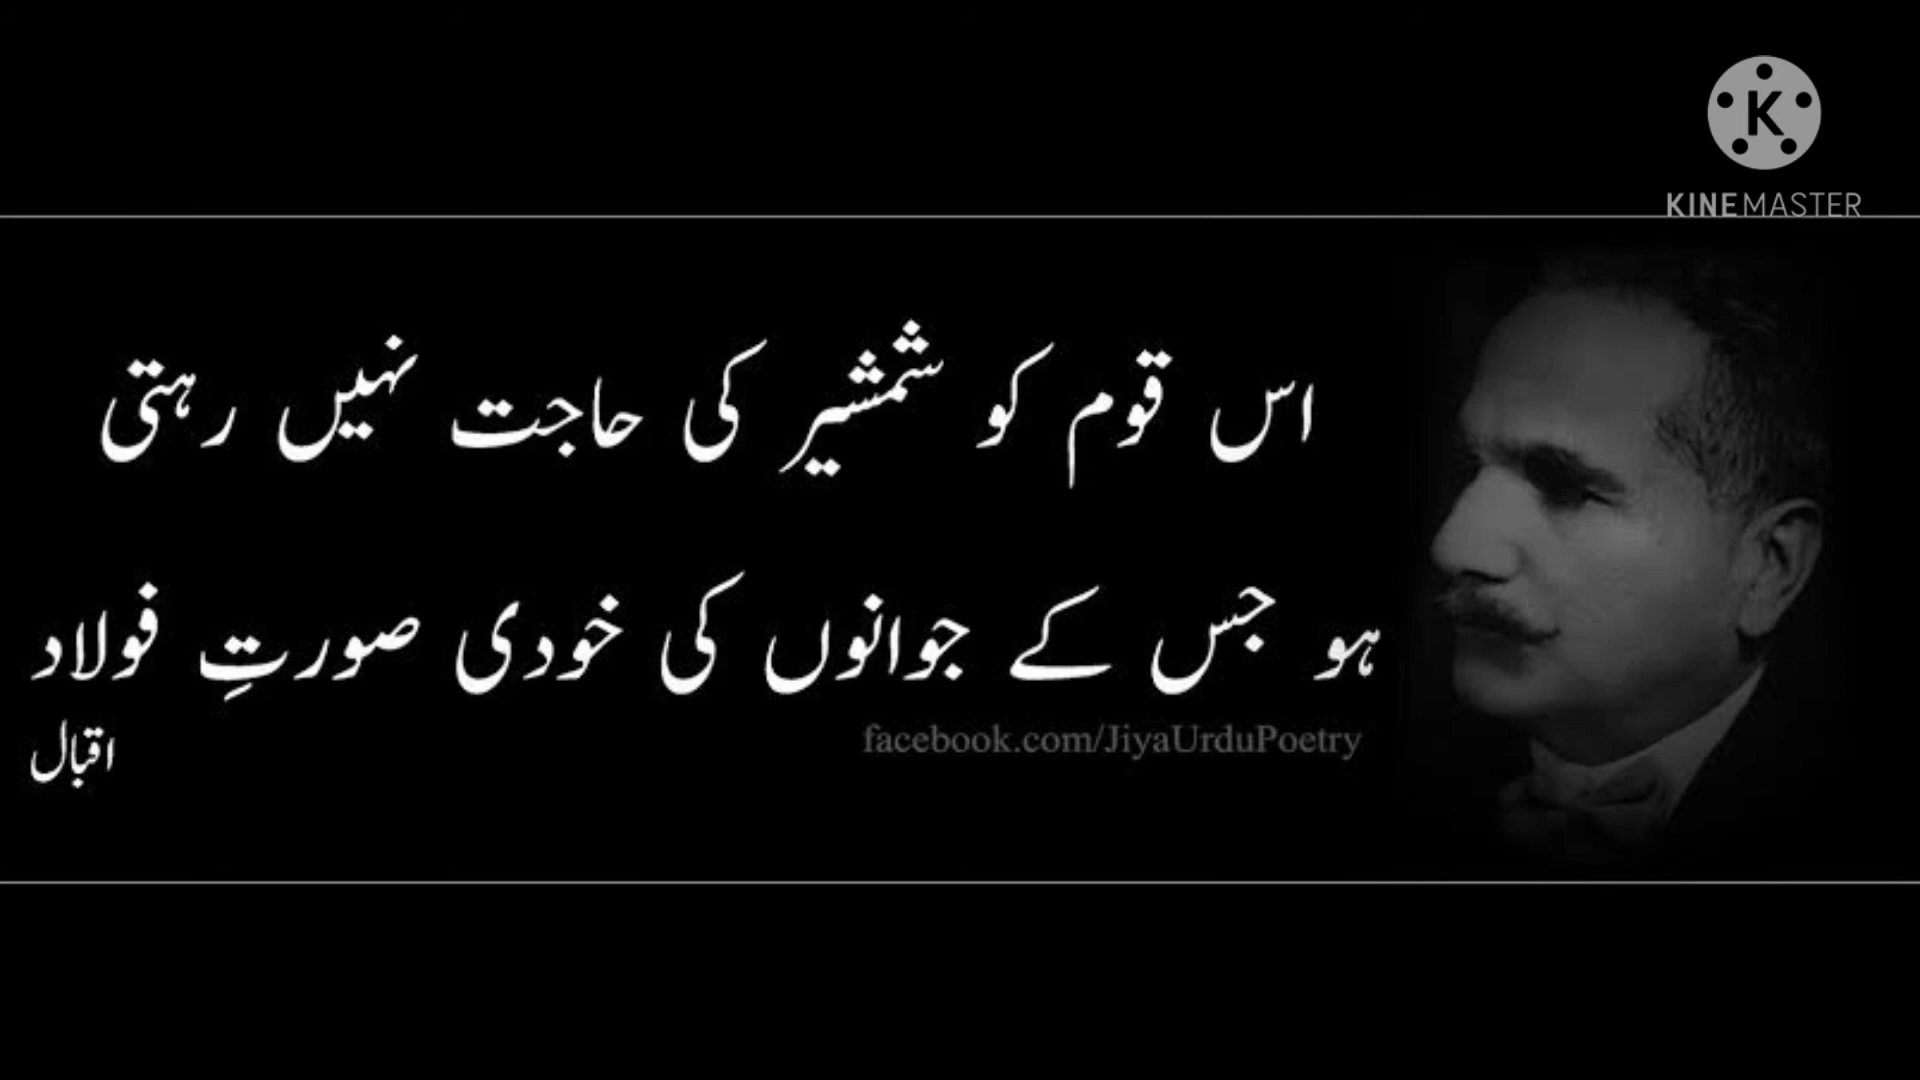 KINEMASTER
اس قوم کو شمشیر کی حاجت نہیں رہتی
ہو جس کے جوانوں کی خودی صورتِ فولاد
facebook.com/JiyaUrduPoetry
اقبال